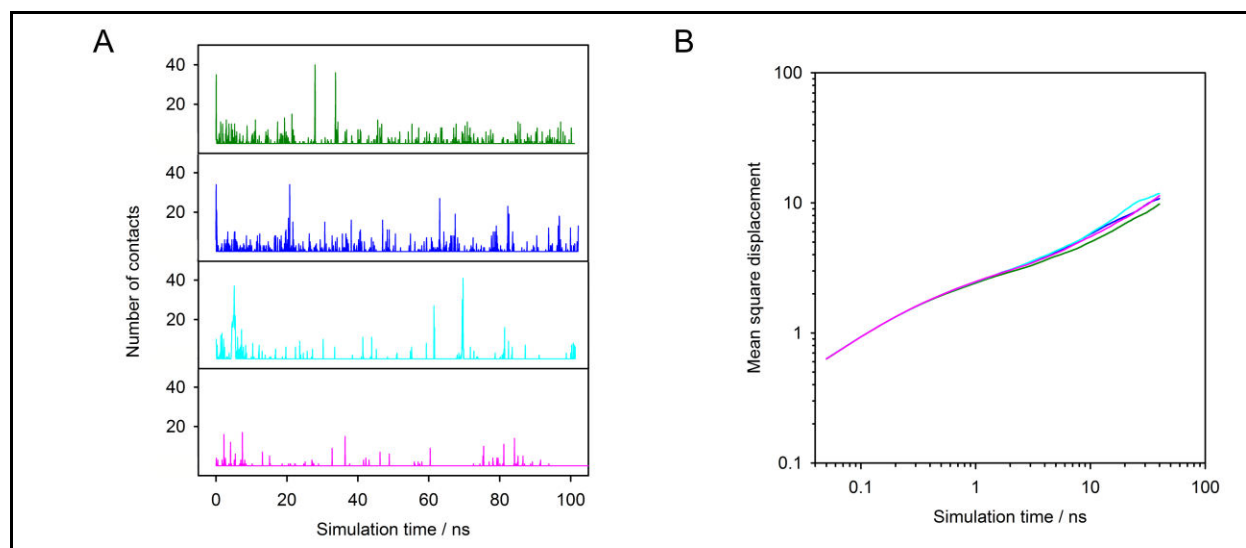 A
Number of contacts
40
20
40
20
40
20
40
20
0 20 40 60 80 100
Simulation time / ns
B
Mean square displacement
100
10
1
0.1
0.1 1 10 100
Simulation time / ns